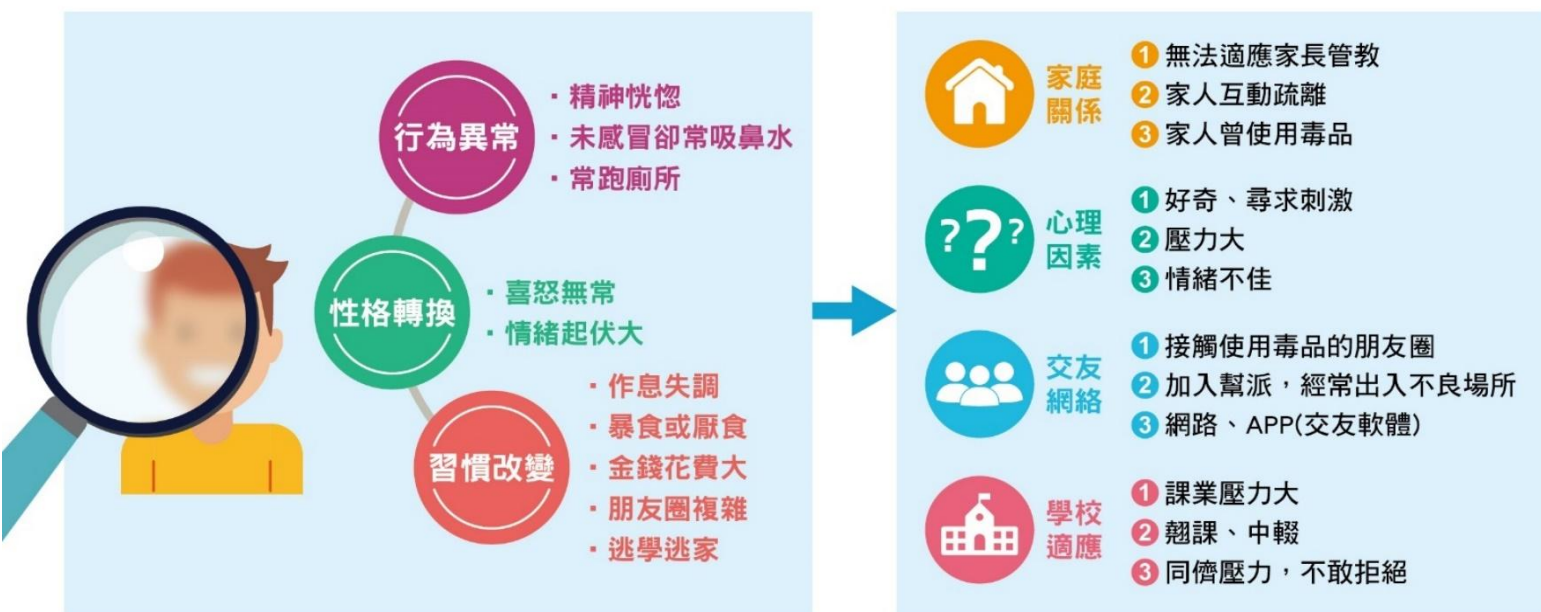 行為異常
▪ 精神恍惚
▪ 未感冒卻常吸鼻水
▪ 常跑廁所
性格轉換
▪ 喜怒無常
▪ 情緒起伏大
習慣改變
▪ 作息失調
▪ 暴食或厭食
▪ 金錢花費大
▪ 朋友圈複雜
▪ 逃學逃家
家庭
關係
1 無法適應家長管教
2 家人互動疏離
3 家人曾使用毒品
???
心理
因素
1 好奇、尋求刺激
2 壓力大
3 情緒不佳
交友
網絡
1 接觸使用毒品的朋友圈
2 加入幫派，經常出入不良場所
3 網路、APP(交友軟體)
學校
適應
1 課業壓力大
2 翹課、中輟
3 同儕壓力，不敢拒絕